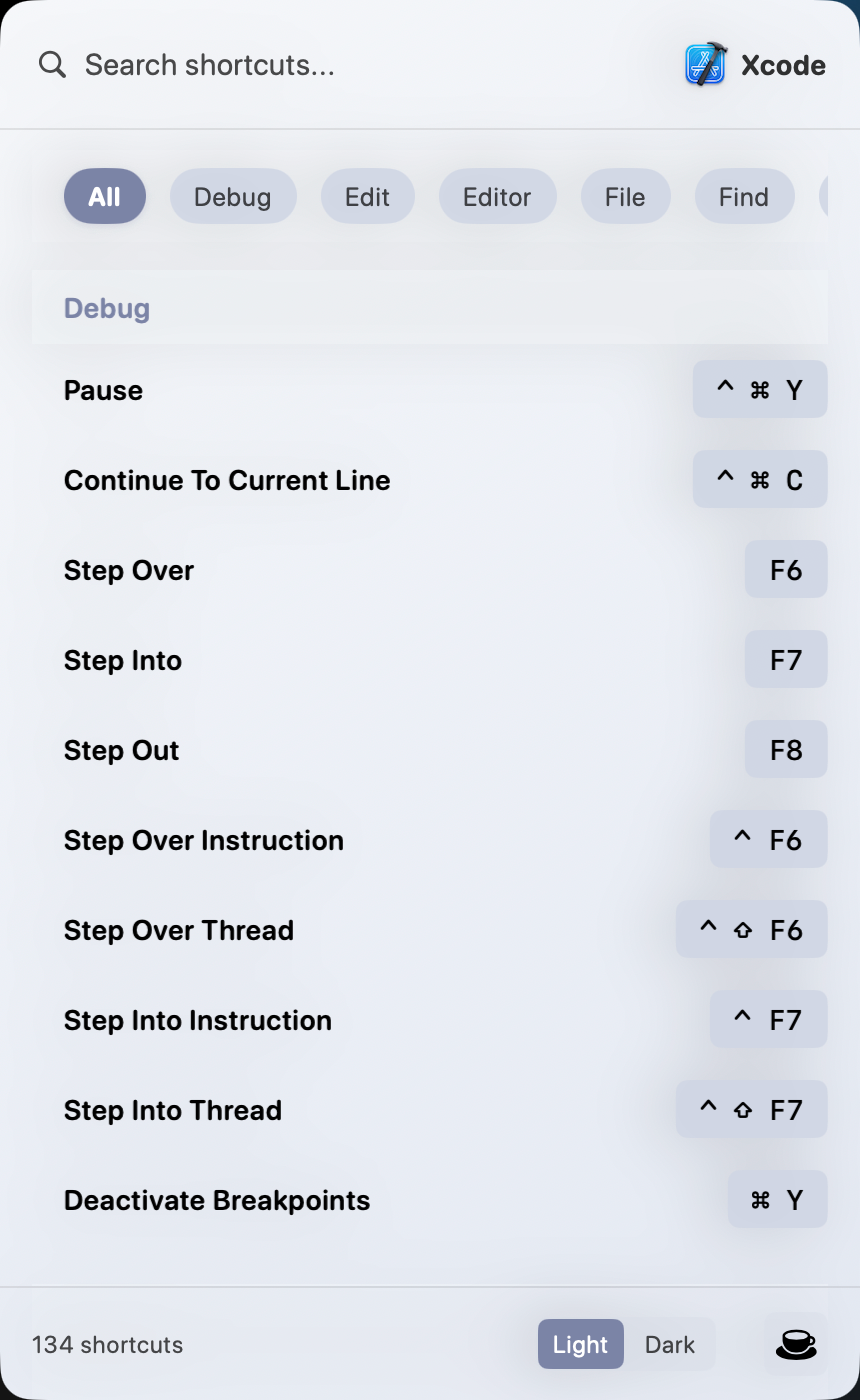 Search shortcuts...
Xcode
All Debug Edit Editor File Find
Debug
Pause ^ ⌘ Y
Continue To Current Line ^ ⌘ C
Step Over F6
Step Into F7
Step Out F8
Step Over Instruction ^ F6
Step Over Thread ^ ⇧ F6
Step Into Instruction ^ F7
Step Into Thread ^ ⇧ F7
Deactivate Breakpoints ⌘ Y
134 shortcuts Light Dark